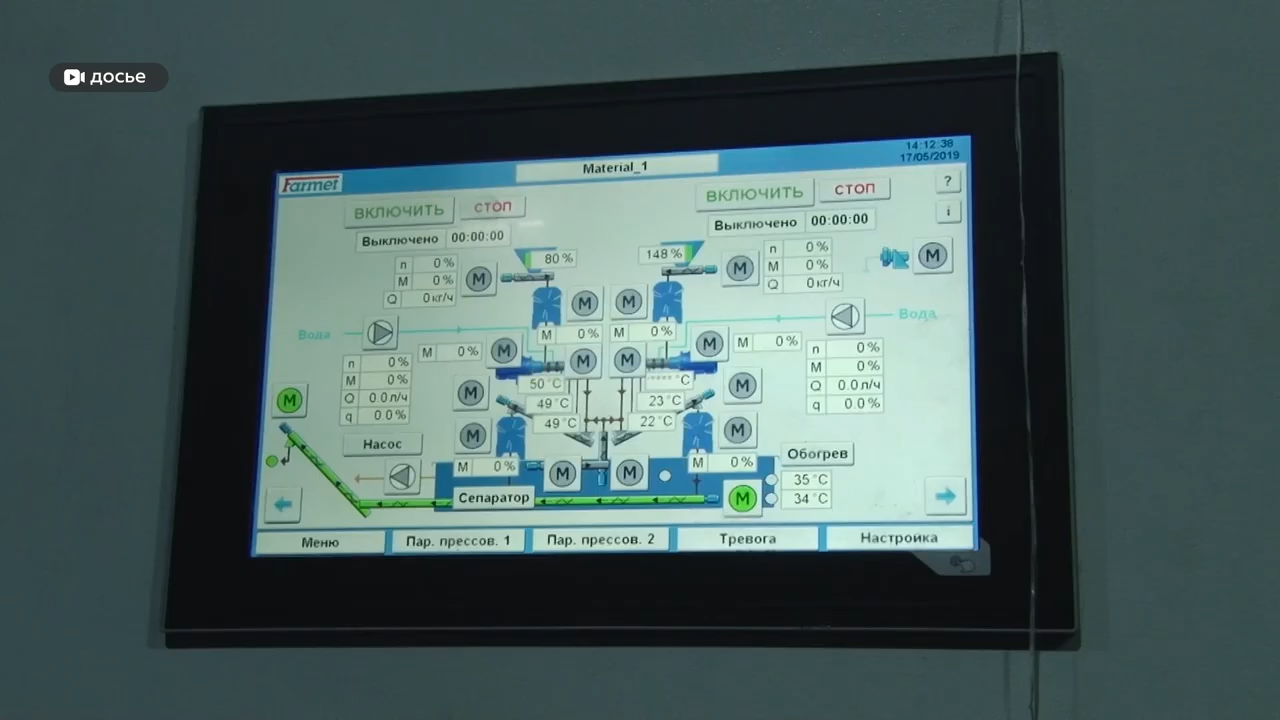 досье
14:12:38
17/05/2019
Farmet
Material_1
?
ВКЛЮЧИТЬ СТОП
ВКЛЮЧИТЬ СТОП
i
Выключено 00:00:00
Выключено 00:00:00
80 %
148 %
n 0 %
M 0 %
Q 0 кг/ч
M
M
n 0 %
M 0 %
Q 0 кг/ч
M
M
M
Вода
Вода
M 0 %
M 0 %
M 0 %
M
M
M
M
M 0 %
n 0 %
M 0 %
Q 0.0 л/ч
q 0.0 %
n 0 %
M 0 %
Q 0.0 л/ч
q 0.0 %
50 °C
49 °C
49 °C
**** °C
23 °C
22 °C
M
M
M
M
M
Насос
Обогрев
M 0 %
M
M
M 0 %
35 °C
34 °C
Сепаратор
M
Меню
Пар. прессов. 1
Пар. прессов. 2
Тревога
Настройка